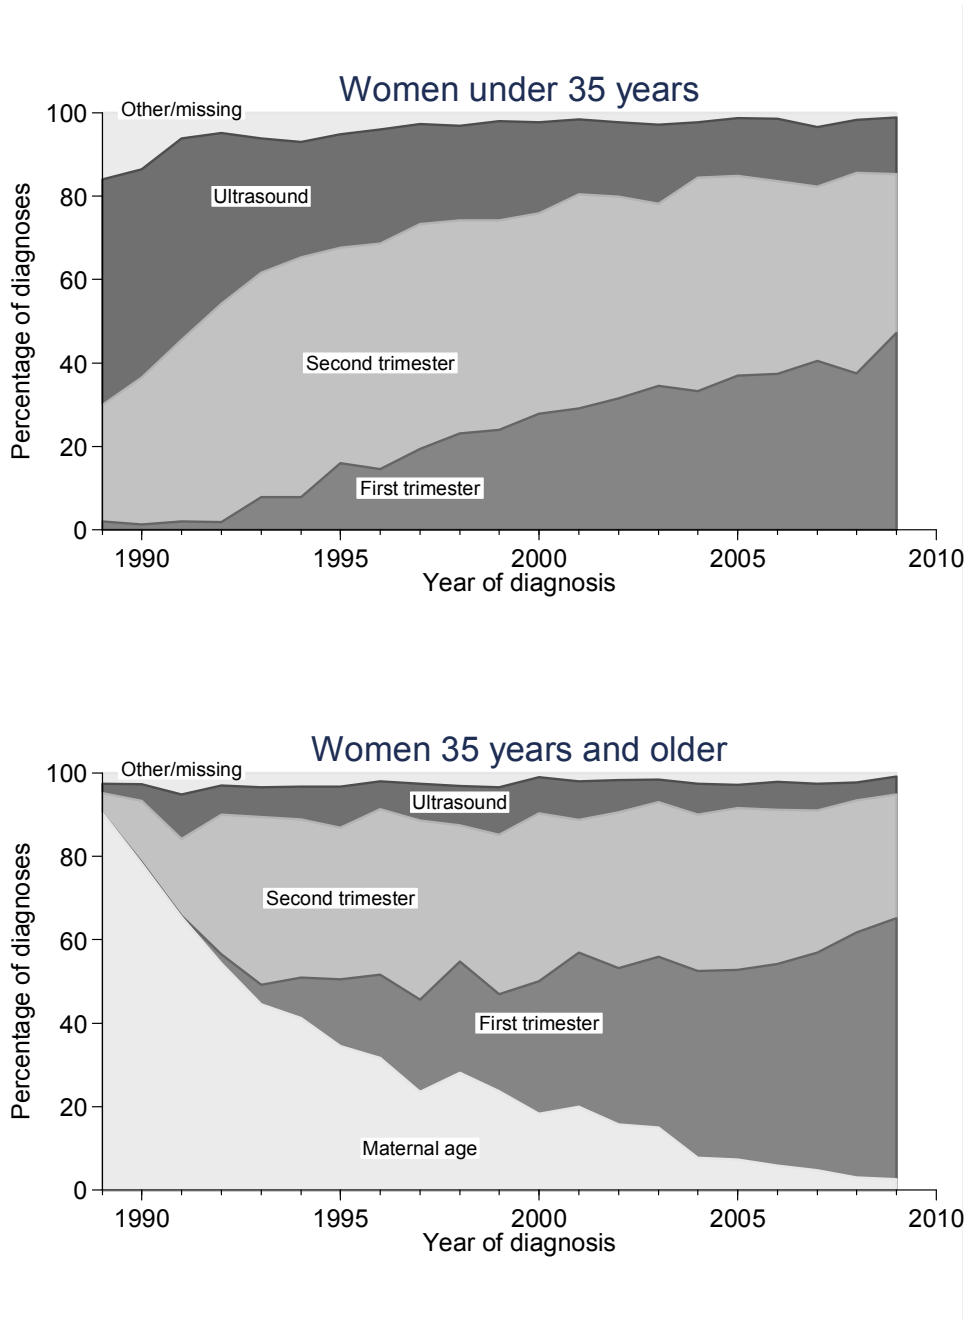 Women under 35 years
100
Other/missing
80
Ultrasound
60
Percentage of diagnoses
40
Second trimester
20
First trimester
0
1990 1995 2000 2005 2010
Year of diagnosis
Women 35 years and older
100
Other/missing
Ultrasound
80
Second trimester
60
Percentage of diagnoses
40
First trimester
20
Maternal age
0
1990 1995 2000 2005 2010
Year of diagnosis